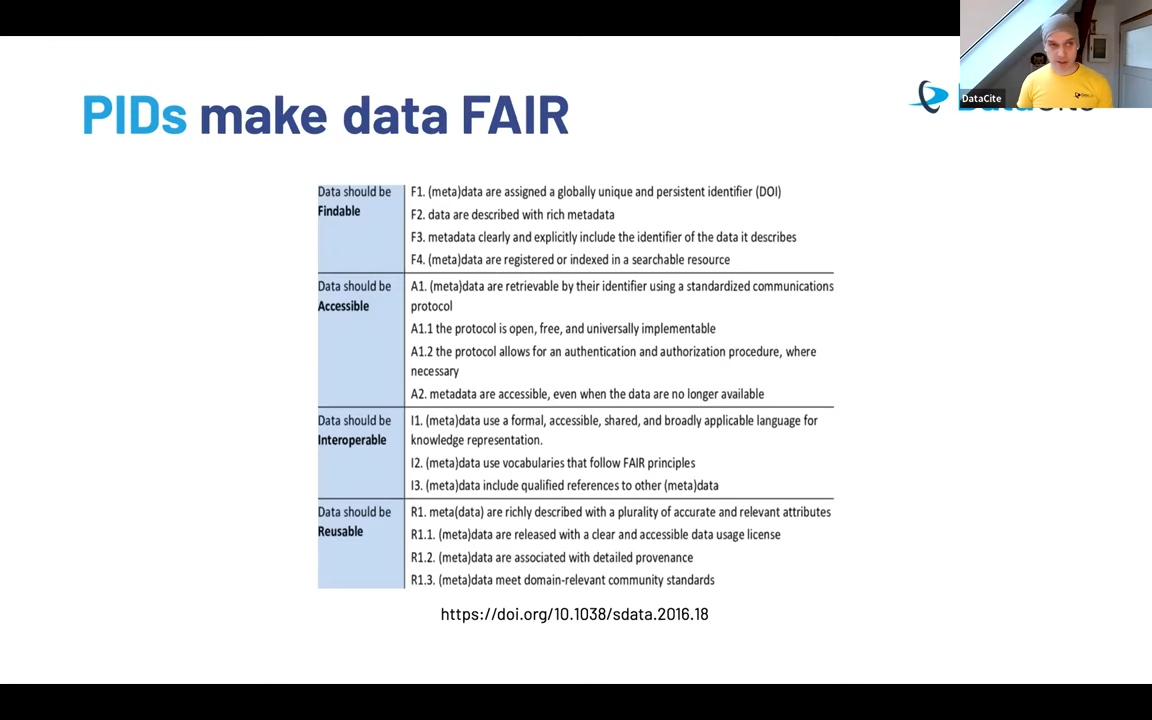 PIDs make data FAIR
DataCite
Data should be
Findable
F1. (meta)data are assigned a globally unique and persistent identifier (DOI)
F2. data are described with rich metadata
F3. metadata clearly and explicitly include the identifier of the data it describes
F4. (meta)data are registered or indexed in a searchable resource
Data should be
Accessible
A1. (meta)data are retrievable by their identifier using a standardized communications
protocol
A1.1 the protocol is open, free, and universally implementable
A1.2 the protocol allows for an authentication and authorization procedure, where
necessary
A2. metadata are accessible, even when the data are no longer available
Data should be
Interoperable
I1. (meta)data use a formal, accessible, shared, and broadly applicable language for
knowledge representation.
I2. (meta)data use vocabularies that follow FAIR principles
I3. (meta)data include qualified references to other (meta)data
Data should be
Reusable
R1. meta(data) are richly described with a plurality of accurate and relevant attributes
R1.1. (meta)data are released with a clear and accessible data usage license
R1.2. (meta)data are associated with detailed provenance
R1.3. (meta)data meet domain-relevant community standards
https://doi.org/10.1038/sdata.2016.18